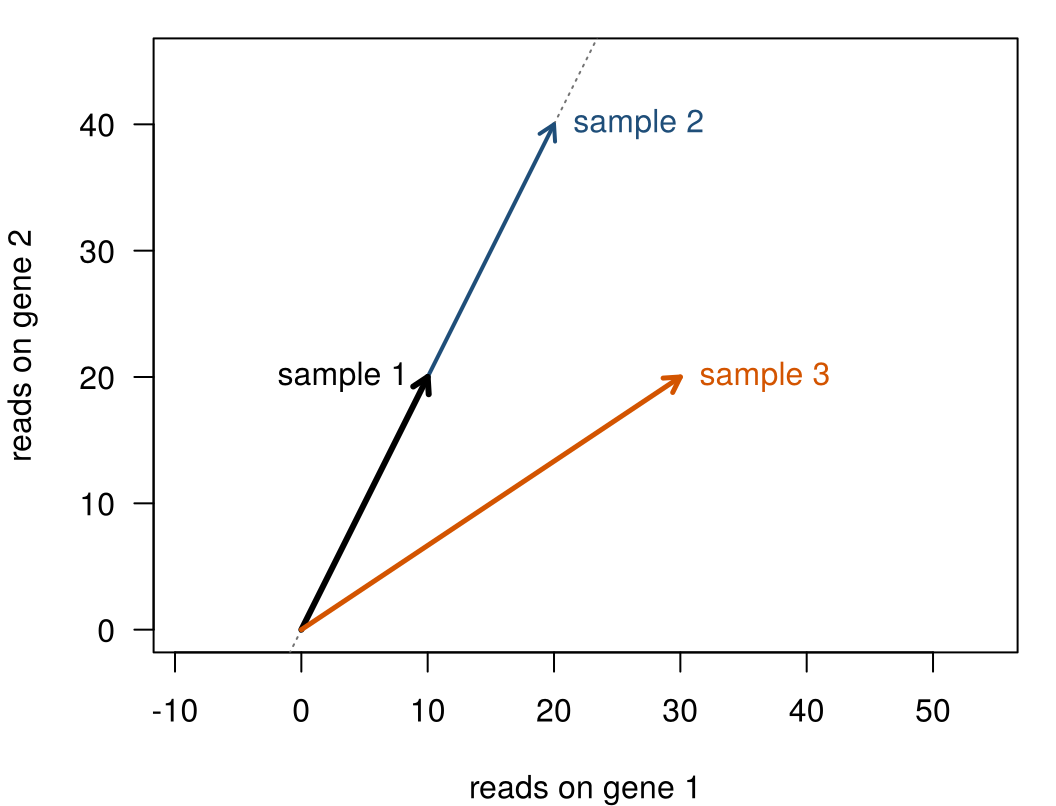 sample 2
sample 1
sample 3
reads on gene 2
40
30
20
10
0
-10 0 10 20 30 40 50
reads on gene 1